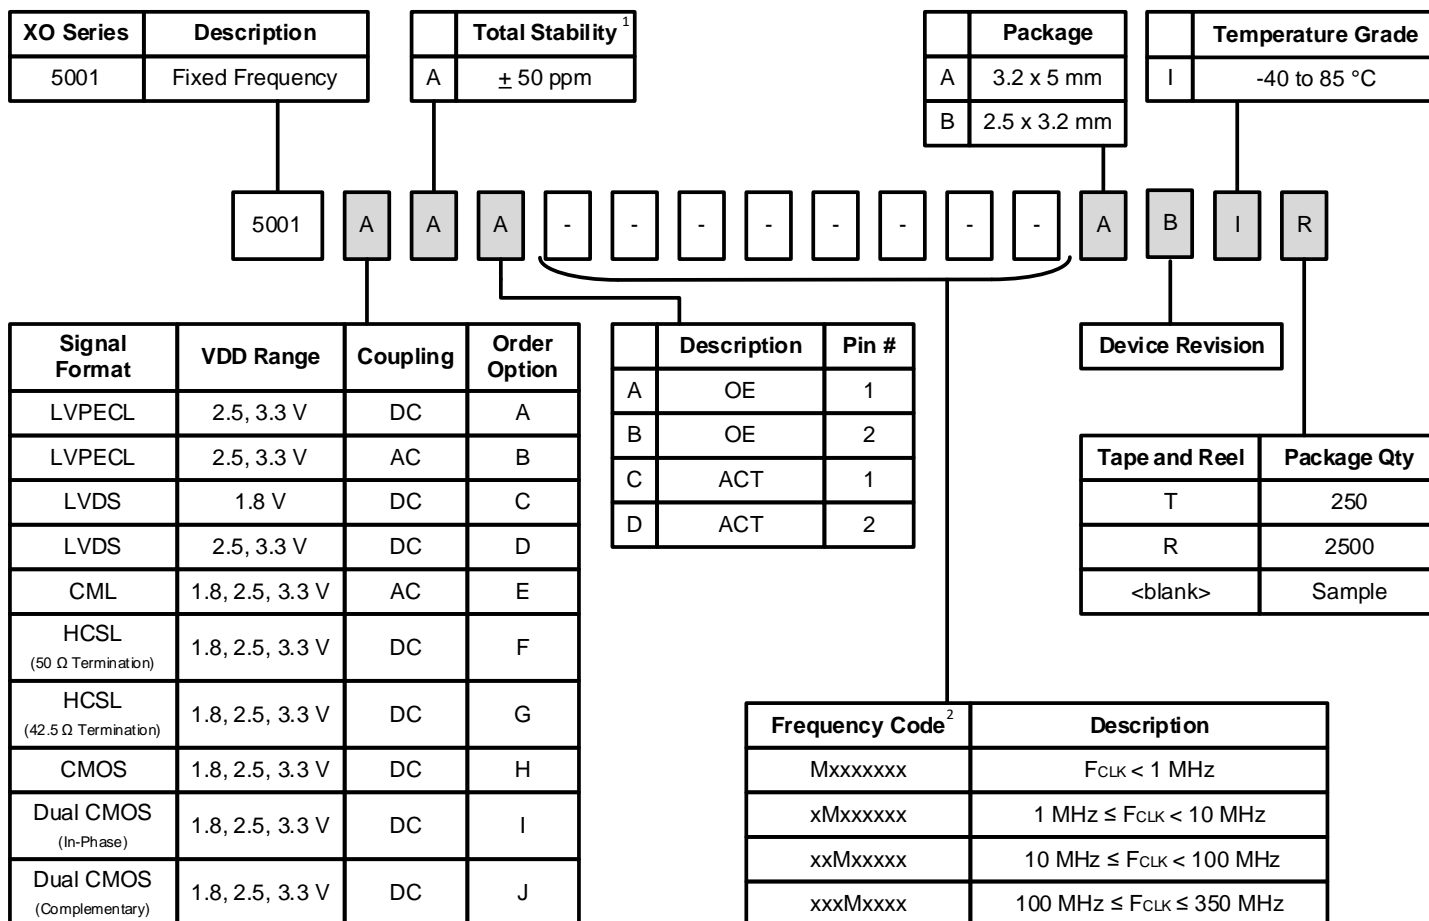 XO Series Description
5001 Fixed Frequency
Total Stability 1
A ± 50 ppm
Package
A 3.2 x 5 mm
B 2.5 x 3.2 mm
Temperature Grade
I -40 to 85 °C
5001 A A A - - - - - - - - A B I R
Signal Format VDD Range Coupling Order Option
LVPECL 2.5, 3.3 V DC A
LVPECL 2.5, 3.3 V AC B
LVDS 1.8 V DC C
LVDS 2.5, 3.3 V DC D
CML 1.8, 2.5, 3.3 V AC E
HCSL (50 Ω Termination) 1.8, 2.5, 3.3 V DC F
HCSL (42.5 Ω Termination) 1.8, 2.5, 3.3 V DC G
CMOS 1.8, 2.5, 3.3 V DC H
Dual CMOS (In-Phase) 1.8, 2.5, 3.3 V DC I
Dual CMOS (Complementary) 1.8, 2.5, 3.3 V DC J
Description Pin #
A OE 1
B OE 2
C ACT 1
D ACT 2
Device Revision
Tape and Reel Package Qty
T 250
R 2500
<blank> Sample
Frequency Code 2 Description
Mxxxxxxx FCLK < 1 MHz
xMxxxxxx 1 MHz ≤ FCLK < 10 MHz
xxMxxxxx 10 MHz ≤ FCLK < 100 MHz
xxxMxxxx 100 MHz ≤ FCLK ≤ 350 MHz